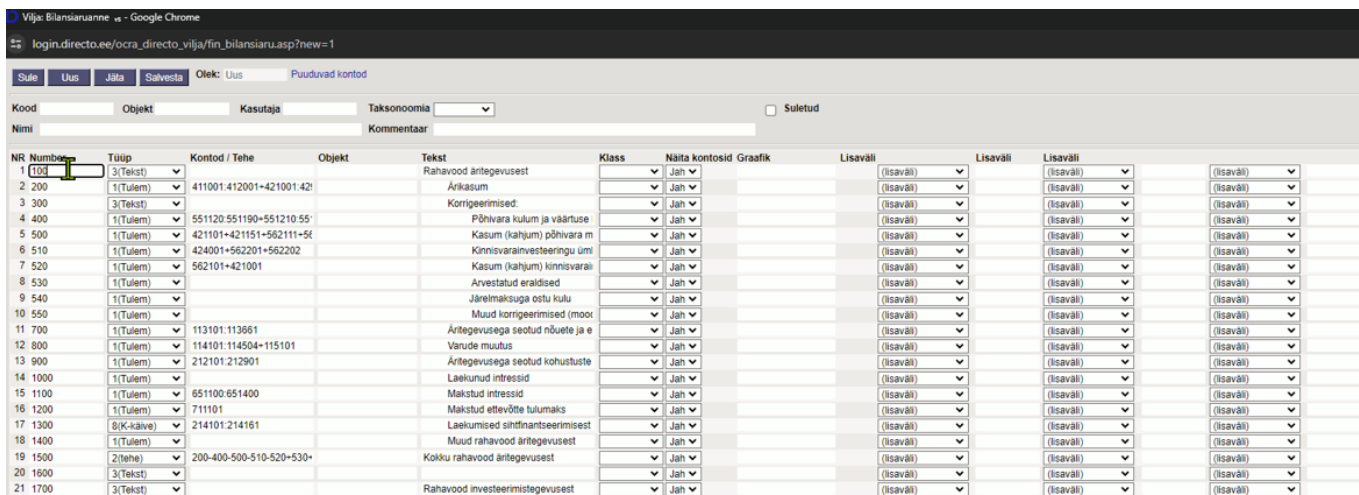 Vilja: Bilansiaruanne vs - Google Chrome
login.directo.ee/ocra_directo_vilja/fin_bilansiaru.asp?new=1
Sule Uus Jäta Salvesta Olek: Uus Puuduvad kontod
Kood Objekt Kasutaja Taksonoomia Suletud
Nimi Kommentaar
NR Number Tüüp Kontod / Tehe Objekt Tekst Klass Näita kontosid Graafik Lisaväli Lisaväli Lisaväli
1 100 3(Tekst) Rahavood äritegevusest Jah (lisaväli) (lisaväli) (lisaväli)
2 200 1(Tulem) 411001:412001+421001:42 Ärikasum Jah (lisaväli) (lisaväli) (lisaväli)
3 300 3(Tekst) Korrigeerimised: Jah (lisaväli) (lisaväli) (lisaväli)
4 400 1(Tulem) 551120:551190+551210:55 Põhivara kulum ja väärtuse Jah (lisaväli) (lisaväli) (lisaväli)
5 500 1(Tulem) 421101+421151+562111+56 Kasum (kahjum) põhivara m Jah (lisaväli) (lisaväli) (lisaväli)
6 510 1(Tulem) 424001+562201+562202 Kinnisvarainvesteeringu üml Jah (lisaväli) (lisaväli) (lisaväli)
7 520 1(Tulem) 562101+421001 Kasum (kahjum) kinnisvarai Jah (lisaväli) (lisaväli) (lisaväli)
8 530 1(Tulem) Arvestatud eraldised Jah (lisaväli) (lisaväli) (lisaväli)
9 540 1(Tulem) Järelmaksuga ostu kulu Jah (lisaväli) (lisaväli) (lisaväli)
10 550 1(Tulem) Muud korrigeerimised (moo Jah (lisaväli) (lisaväli) (lisaväli)
11 700 1(Tulem) 113101:113661 Äritegevusega seotud nõuete ja e Jah (lisaväli) (lisaväli) (lisaväli)
12 800 1(Tulem) 114101:114504+115101 Varude muutus Jah (lisaväli) (lisaväli) (lisaväli)
13 900 1(Tulem) 212101:212901 Äritegevusega seotud kohustuste Jah (lisaväli) (lisaväli) (lisaväli)
14 1000 1(Tulem) Laekunud intressid Jah (lisaväli) (lisaväli) (lisaväli)
15 1100 1(Tulem) 651100:651400 Makstud intressid Jah (lisaväli) (lisaväli) (lisaväli)
16 1200 1(Tulem) 711101 Makstud ettevõtte tulumaks Jah (lisaväli) (lisaväli) (lisaväli)
17 1300 8(K-käive) 214101:214161 Laekumised sihtfinantseerimisest Jah (lisaväli) (lisaväli) (lisaväli)
18 1400 1(Tulem) Muud rahavood äritegevusest Jah (lisaväli) (lisaväli) (lisaväli)
19 1500 2(tehe) 200-400-500-510-520+530+ Kokku rahavood äritegevusest Jah (lisaväli) (lisaväli) (lisaväli)
20 1600 3(Tekst) Jah (lisaväli) (lisaväli) (lisaväli)
21 1700 3(Tekst) Rahavood investeerimistegevusest Jah (lisaväli) (lisaväli) (lisaväli)